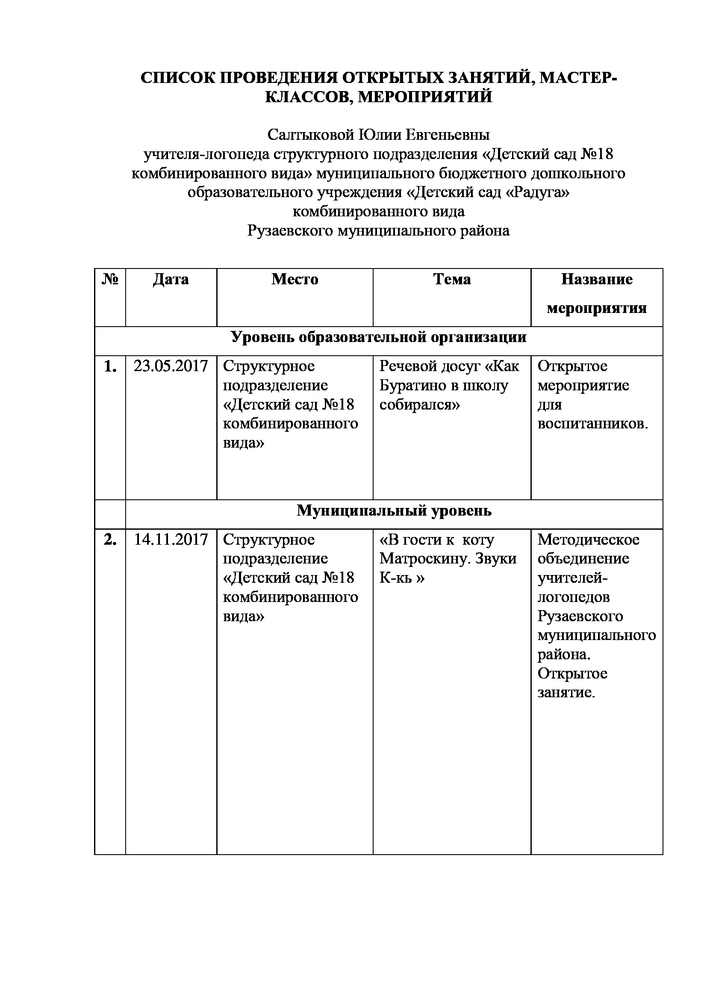 СПИСОК ПРОВЕДЕНИЯ ОТКРЫТЫХ ЗАНЯТИЙ, МАСТЕР-
КЛАССОВ, МЕРОПРИЯТИЙ
Салтыковой Юлии Евгеньевны
учителя-логопеда структурного подразделения «Детский сад №18
комбинированного вида» муниципального бюджетного дошкольного
образовательного учреждения «Детский сад «Радуга»
комбинированного вида
Рузаевского муниципального района
№
Дата
Место
Тема
Название
мероприятия
Уровень образовательной организации
1.
23.05.2017
Структурное
подразделение
«Детский сад №18
комбинированного
вида»
Речевой досуг «Как
Буратино в школу
собирался»
Открытое
мероприятие
для
воспитанников.
Муниципальный уровень
2.
14.11.2017
Структурное
подразделение
«Детский сад №18
комбинированного
вида»
«В гости к  коту
Матроскину. Звуки
К-кь »
Методическое
объединение
учителей-
логопедов
Рузаевского
муниципального
района.
Открытое
занятие.